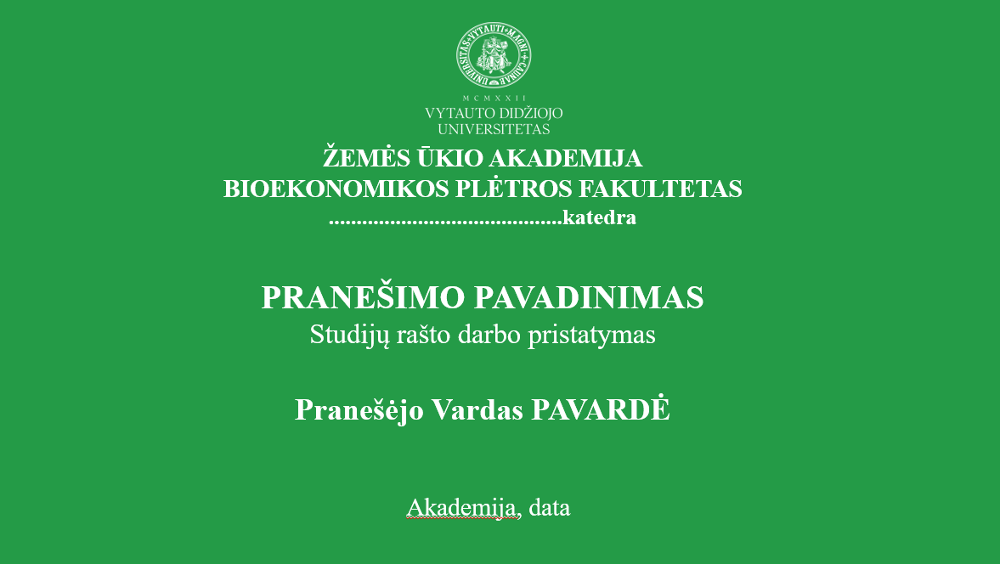 UNIVERSITAS VYTAUTI MAGNI CAUNAE
MCMXXII
VYTAUTO DIDŽIOJO
UNIVERSITETAS
ŽEMĖS ŪKIO AKADEMIJA
BIOEKONOMIKOS PLĖTROS FAKULTETAS
..........................................katedra
PRANEŠIMO PAVADINIMAS
Studijų rašto darbo pristatymas
Pranešėjo Vardas PAVARDĖ
Akademija, data